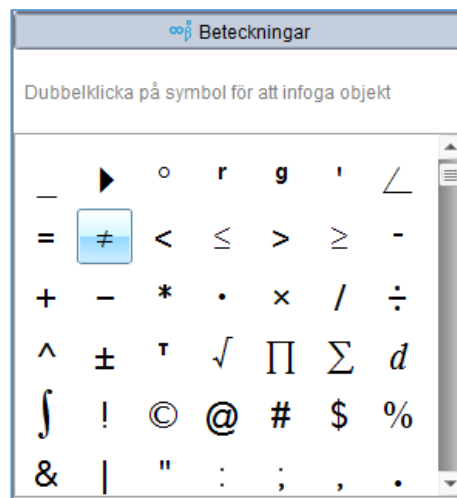 ∞β° Beteckningar
Dubbelklicka på symbol för att infoga objekt
_ ▶ ° r g ' ∠
= ≠ < ≤ > ≥ -
+ − * · × / ÷
^ ± T √ ∏ ∑ d
∫ ! © @ # $ %
& | " : ; , .